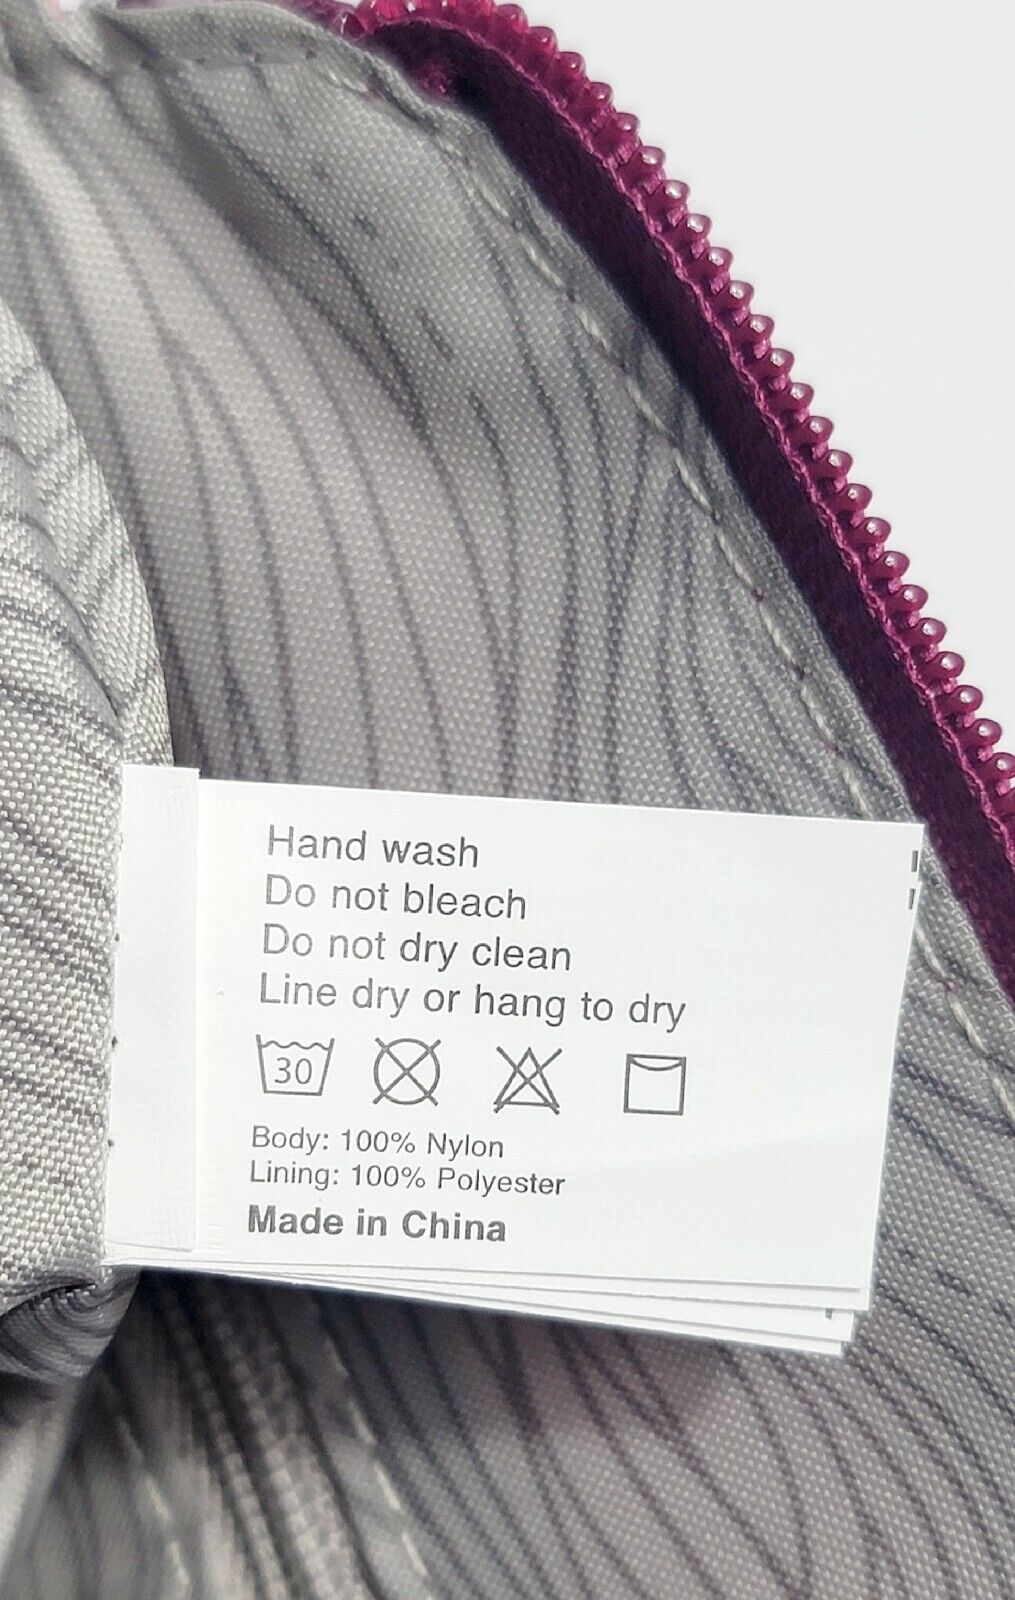 Hand wash
Do not bleach
Do not dry clean
Line dry or hang to dry
30
Body: 100% Nylon
Lining: 100% Polyester
Made in China